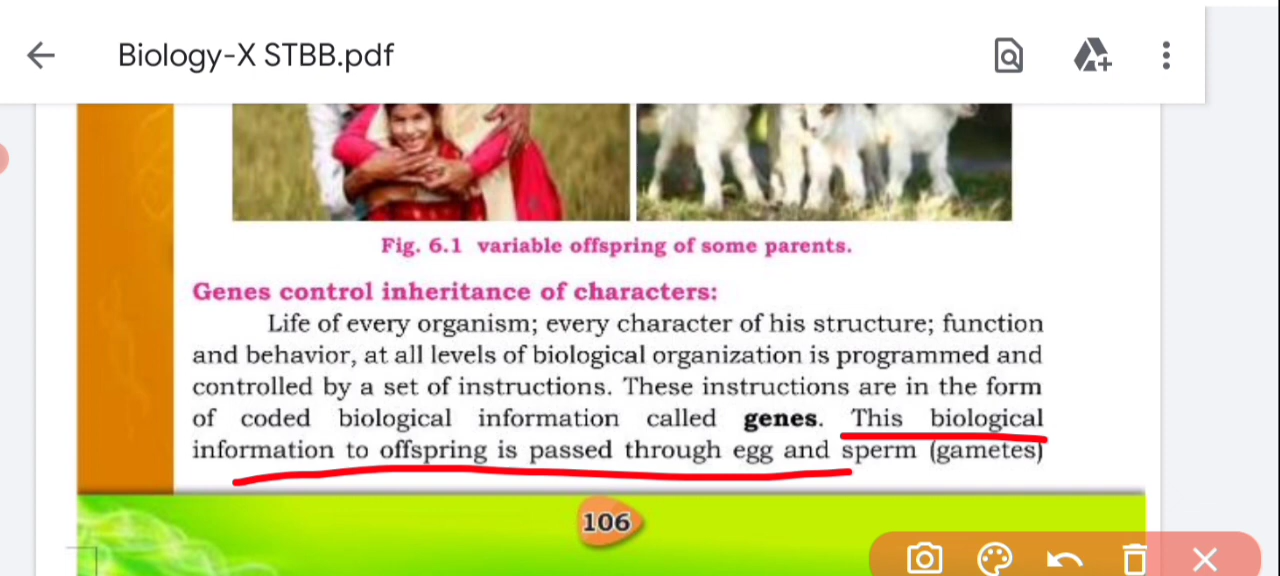 Biology-X STBB.pdf
Fig. 6.1 variable offspring of some parents.
Genes control inheritance of characters:
Life of every organism; every character of his structure; function
and behavior, at all levels of biological organization is programmed and
controlled by a set of instructions. These instructions are in the form
of coded biological information called genes. This biological
information to offspring is passed through egg and sperm (gametes)
106